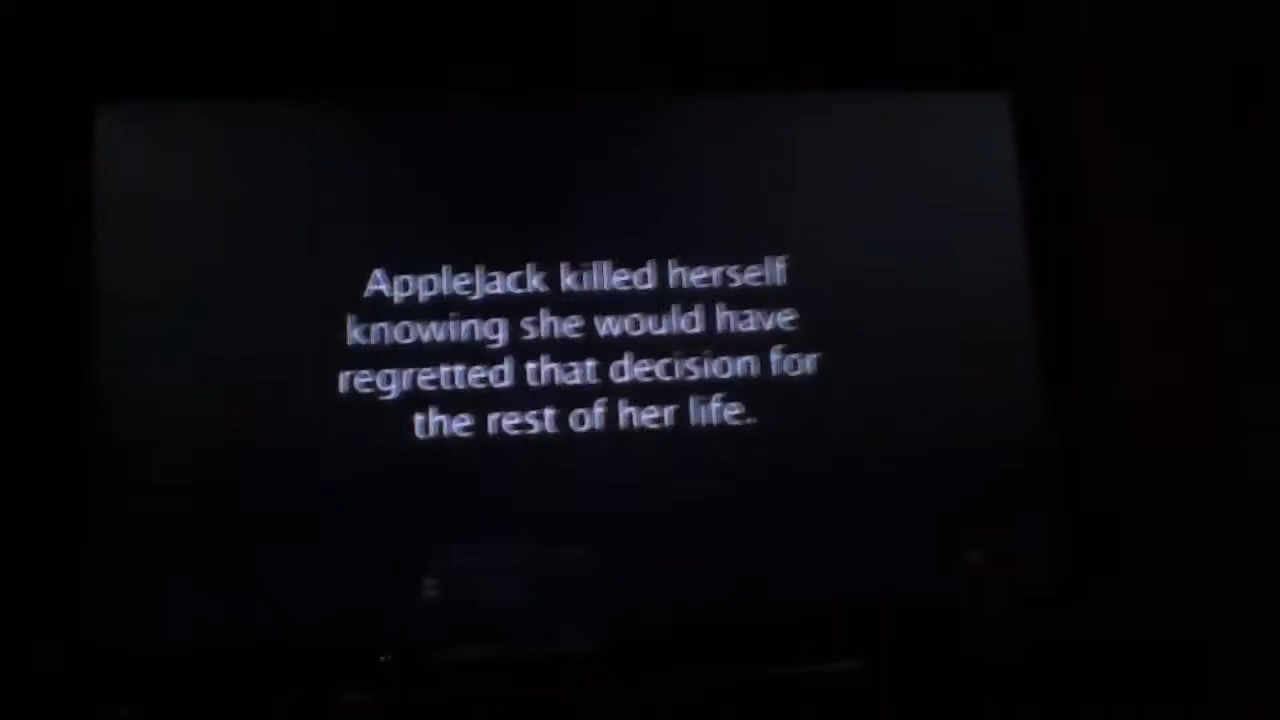 AppleJack killed herself
knowing she would have
regretted that decision for
the rest of her life.